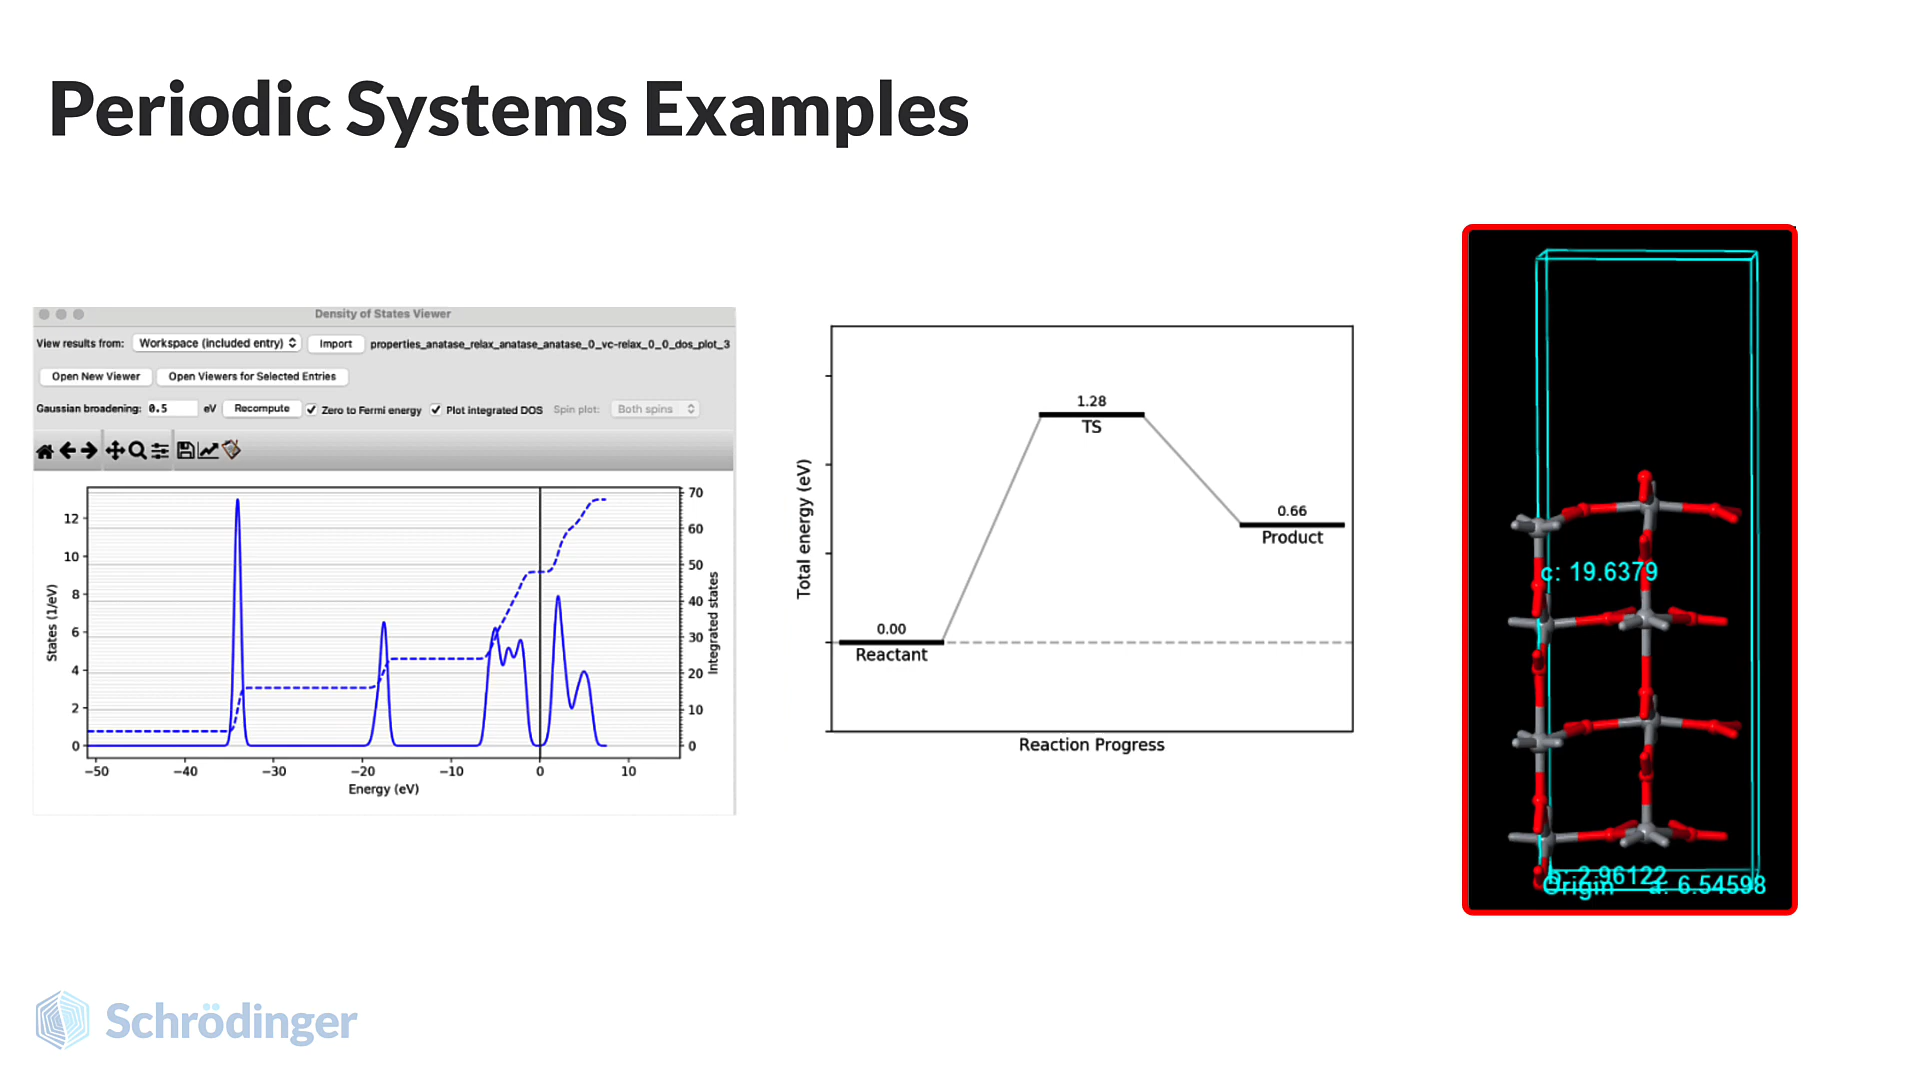 Periodic Systems Examples
Density of States Viewer
View results from: Workspace (included entry) Import properties_anatase_relax_anatase_anatase_0_vc-relax_0_0_dos_plot_3
Open New Viewer Open Viewers for Selected Entries
Gaussian broadening: 0.5 eV Recompute Zero to Fermi energy Plot integrated DOS Spin plot: Both spins
States (1/eV)
12
10
8
6
4
2
0
70
60
50
40
30
20
10
0
Integrated states
−50 −40 −30 −20 −10 0 10
Energy (eV)
Total energy (eV)
1.28
TS
0.66
Product
0.00
Reactant
Reaction Progress
c: 19.6379
b: 2.96122
Origin a: 6.54598
Schrödinger